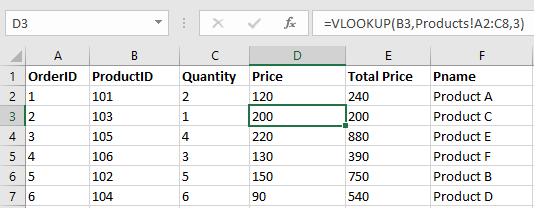 D3 fx =VLOOKUP(B3,Products!A2:C8,3)
A B C D E F
1 OrderID ProductID Quantity Price Total Price Pname
2 1 101 2 120 240 Product A
3 2 103 1 200 200 Product C
4 3 105 4 220 880 Product E
5 4 106 3 130 390 Product F
6 5 102 5 150 750 Product B
7 6 104 6 90 540 Product D